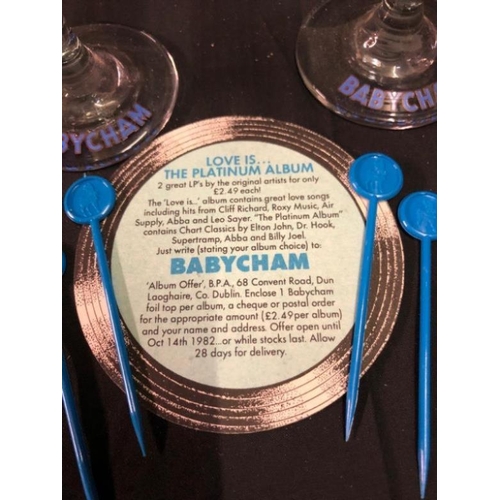 BABYCHAM
BABYCH
LOVE IS...
THE PLATINUM ALBUM
2 great LP's by the original artists for only
£2.49 each!
The 'Love is..' album contains great love songs
including hits from Cliff Richard, Roxy Music, Air
Supply, Abba and Leo Sayer. "The Platinum Album"
contains Chart Classics by Elton John, Dr. Hook,
Supertramp, Abba and Billy Joel.
Just write (stating your album choice) to:
BABYCHAM
'Album Offer', B.P.A., 68 Convent Road, Dun
Laoghaire, Co. Dublin. Enclose 1 Babycham
foil top per album, a cheque or postal order
for the appropriate amount (£2.49 per album)
and your name and address. Offer open until
Oct 14th 1982...or while stocks last. Allow
28 days for delivery.